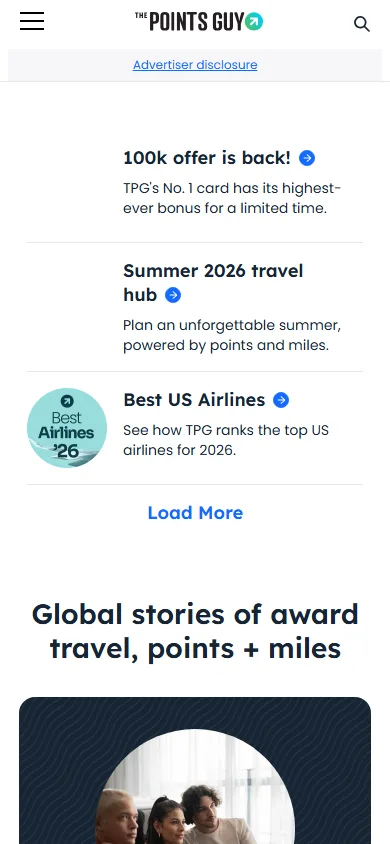 THE POINTS GUY
Advertiser disclosure
100k offer is back!
TPG's No. 1 card has its highest-
ever bonus for a limited time.
Summer 2026 travel
hub
Plan an unforgettable summer,
powered by points and miles.
Best
Airlines
'26
Best US Airlines
See how TPG ranks the top US
airlines for 2026.
Load More
Global stories of award
travel, points + miles